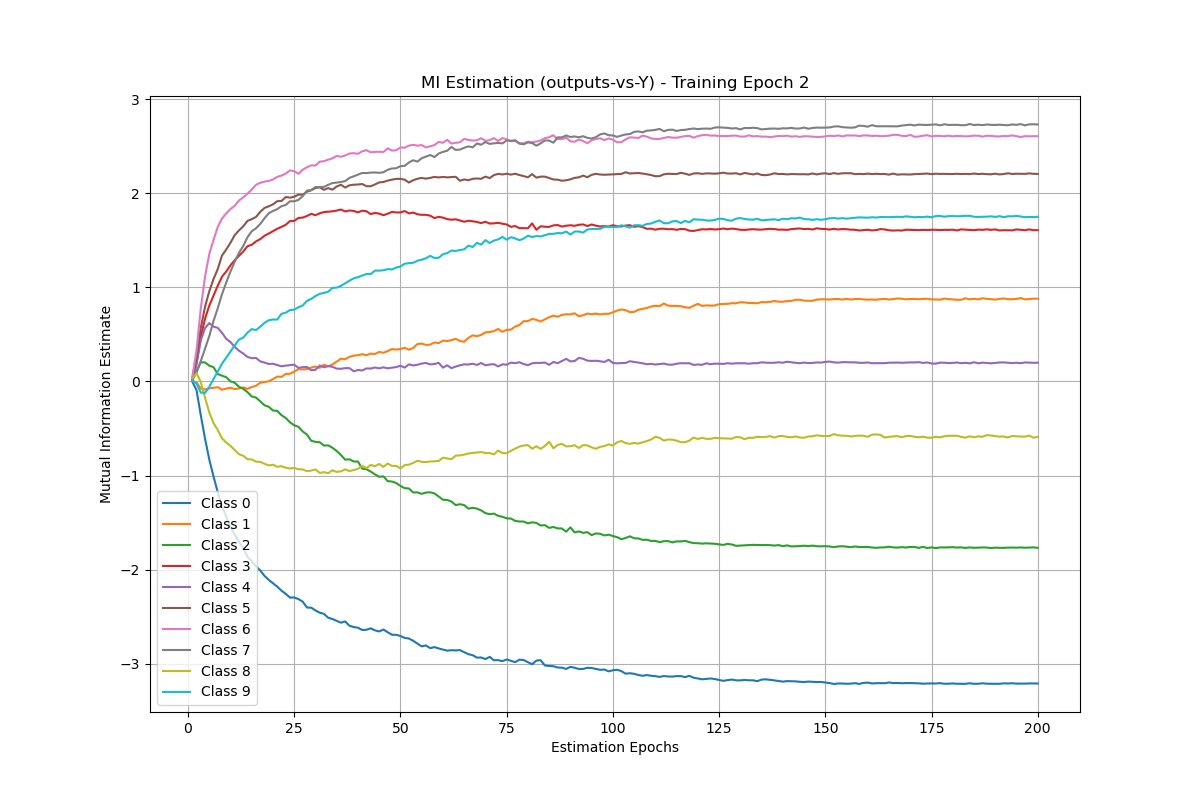 MI Estimation (outputs-vs-Y) - Training Epoch 2
Mutual Information Estimate
3
2
1
0
−1
−2
−3
Class 0
Class 1
Class 2
Class 3
Class 4
Class 5
Class 6
Class 7
Class 8
Class 9
0 25 50 75 100 125 150 175 200
Estimation Epochs